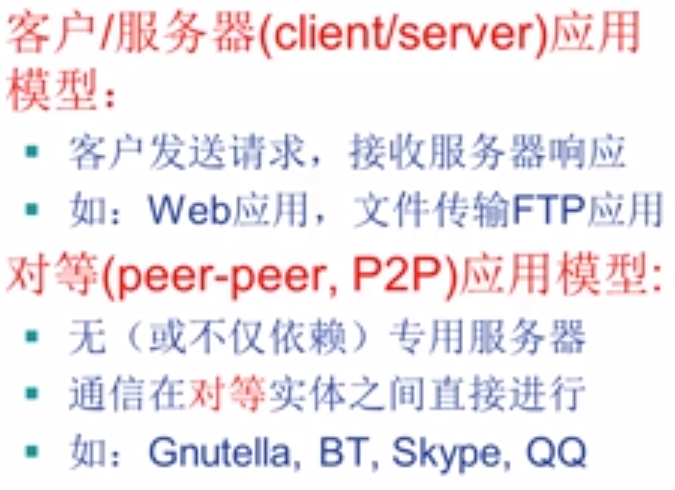 客户/服务器(client/server)应用
模型：
▪ 客户发送请求，接收服务器响应
▪ 如：Web应用，文件传输FTP应用
对等(peer-peer, P2P)应用模型:
▪ 无（或不仅依赖）专用服务器
▪ 通信在对等实体之间直接进行
▪ 如：Gnutella, BT, Skype, QQ